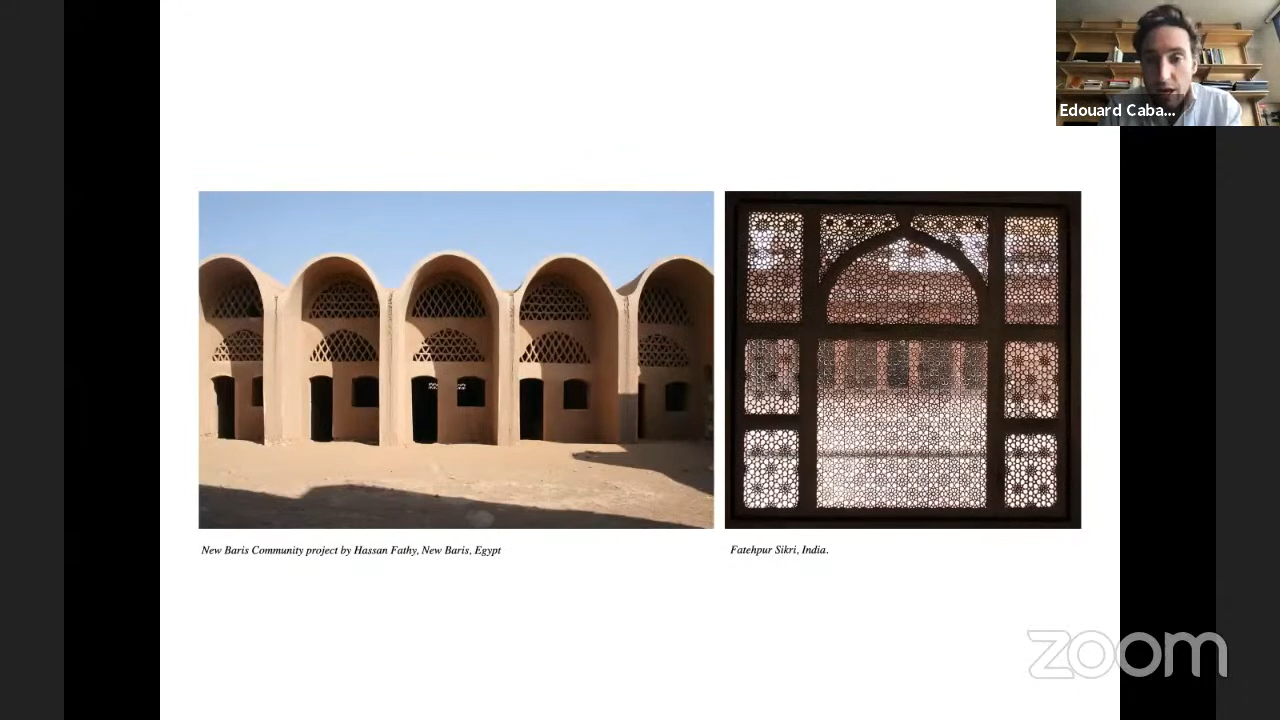 Edouard Caba...
New Baris Community project by Hassan Fathy, New Baris, Egypt
Fatehpur Sikri, India.
zoom